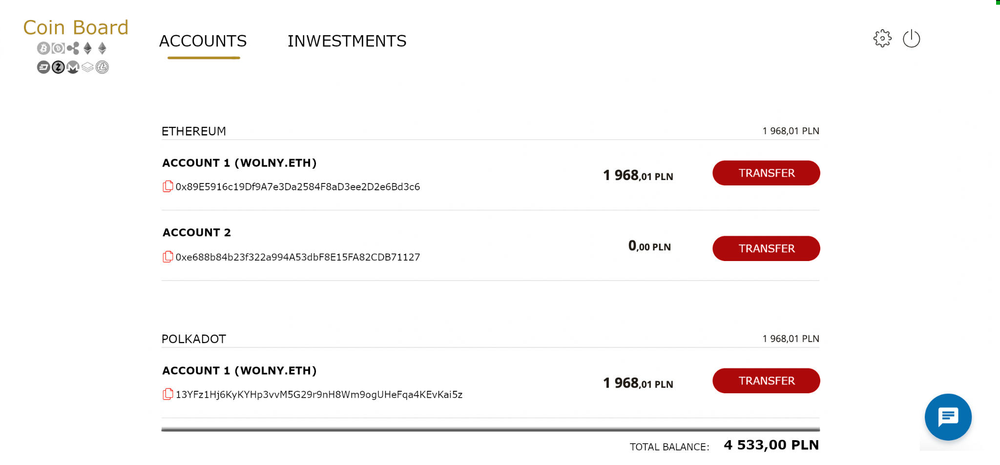 Coin Board
ACCOUNTS INWESTMENTS
ETHEREUM 1 968,01 PLN
ACCOUNT 1 (WOLNY.ETH)
1 968,01 PLN TRANSFER
0x89E5916c19Df9A7e3Da2584F8aD3ee2D2e6Bd3c6
ACCOUNT 2
0,00 PLN TRANSFER
0xe688b84b23f322a994A53dbF8E15FA82CDB71127
POLKADOT 1 968,01 PLN
ACCOUNT 1 (WOLNY.ETH)
1 968,01 PLN TRANSFER
13YFz1Hj6KyKYHp3vvM5G29r9nH8Wm9ogUHeFqa4KEvKai5z
TOTAL BALANCE: 4 533,00 PLN